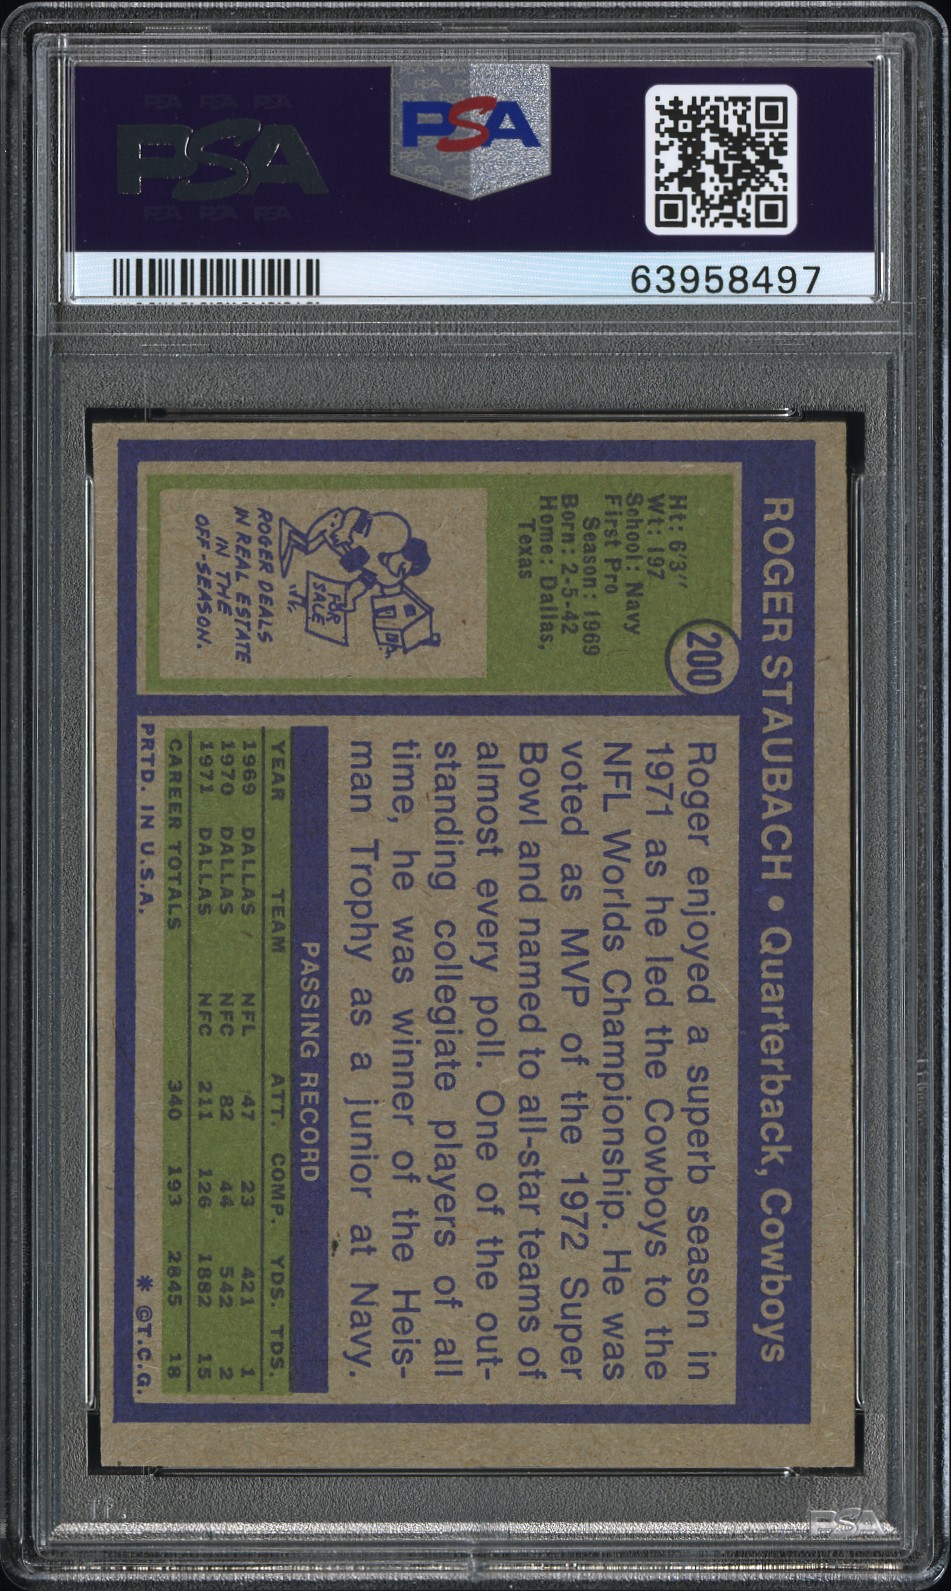 PSA
PSA
63958497
ROGER STAUBACH • Quarterback, Cowboys
200
Ht: 6'3"
Wt: 197
School: Navy
First Pro
Season: 1969
Born: 2-5-42
Home: Dallas,
Texas
FOR
SALE
ROGER DEALS
IN REAL ESTATE
IN THE
OFF-SEASON.
Roger enjoyed a superb season in
1971 as he led the Cowboys to the
NFL Worlds Championship. He was
voted as MVP of the 1972 Super
Bowl and named to all-star teams of
almost every poll. One of the out-
standing collegiate players of all
time, he was winner of the Heis-
man Trophy as a junior at Navy.
PASSING RECORD
YEAR TEAM ATT. COMP. YDS. TDS.
1969 DALLAS / NFL 47 23 421 1
1970 DALLAS NFC 82 44 542 2
1971 DALLAS NFC 211 126 1882 15
CAREER TOTALS 340 193 2845 18
PRTD. IN U.S.A. * ©T.C.G.
PSA